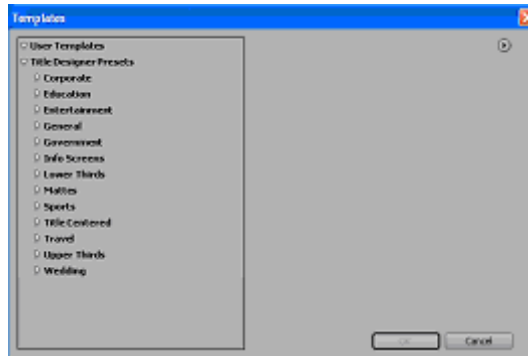 Templates
User Templates
Title Designer Presets
Corporate
Education
Entertainment
General
Government
Info Screens
Lower Thirds
Mattes
Sports
Title Centered
Travel
Upper Thirds
Wedding
OK Cancel